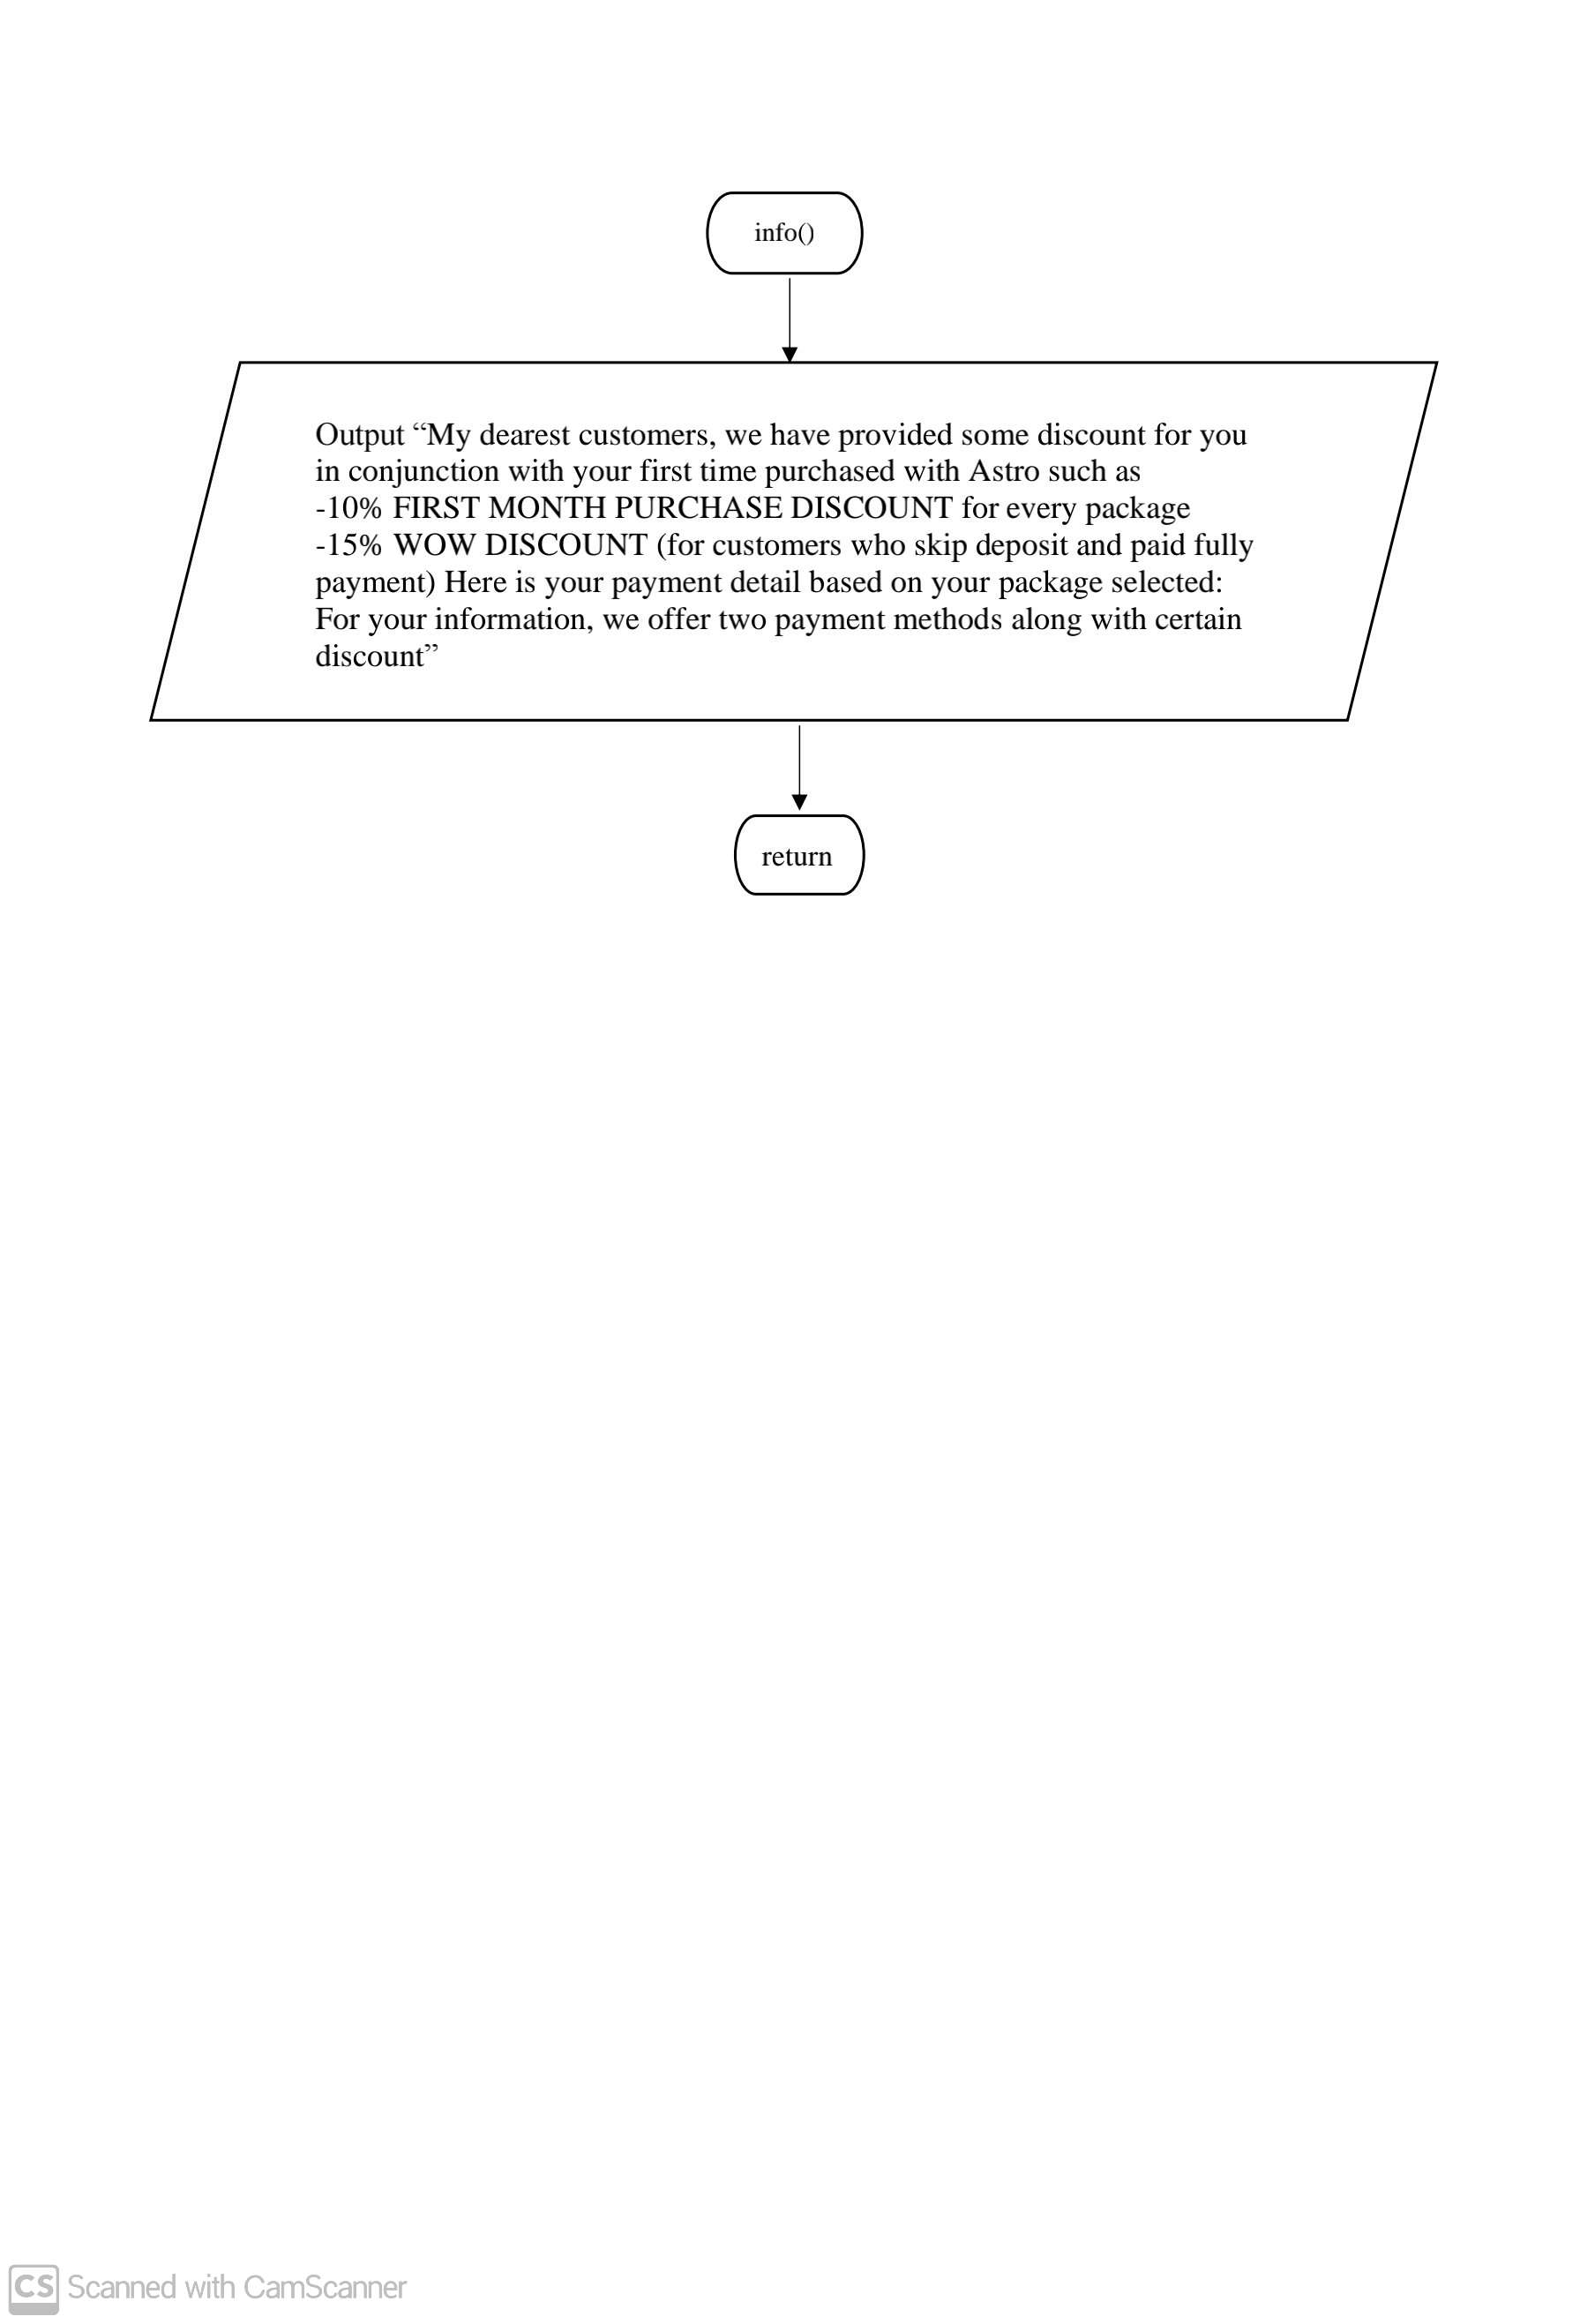 info()
Output “My dearest customers, we have provided some discount for you
in conjunction with your first time purchased with Astro such as
-10% FIRST MONTH PURCHASE DISCOUNT for every package
-15% WOW DISCOUNT (for customers who skip deposit and paid fully
payment) Here is your payment detail based on your package selected:
For your information, we offer two payment methods along with certain
discount”
return
CS Scanned with CamScanner